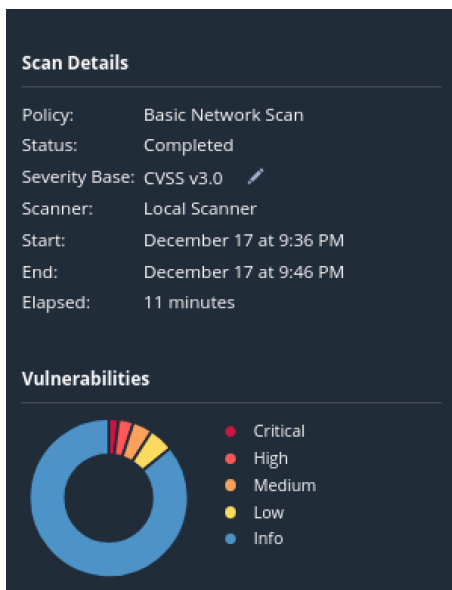 Scan Details
Policy: Basic Network Scan
Status: Completed
Severity Base: CVSS v3.0
Scanner: Local Scanner
Start: December 17 at 9:36 PM
End: December 17 at 9:46 PM
Elapsed: 11 minutes
Vulnerabilities
Critical
High
Medium
Low
Info